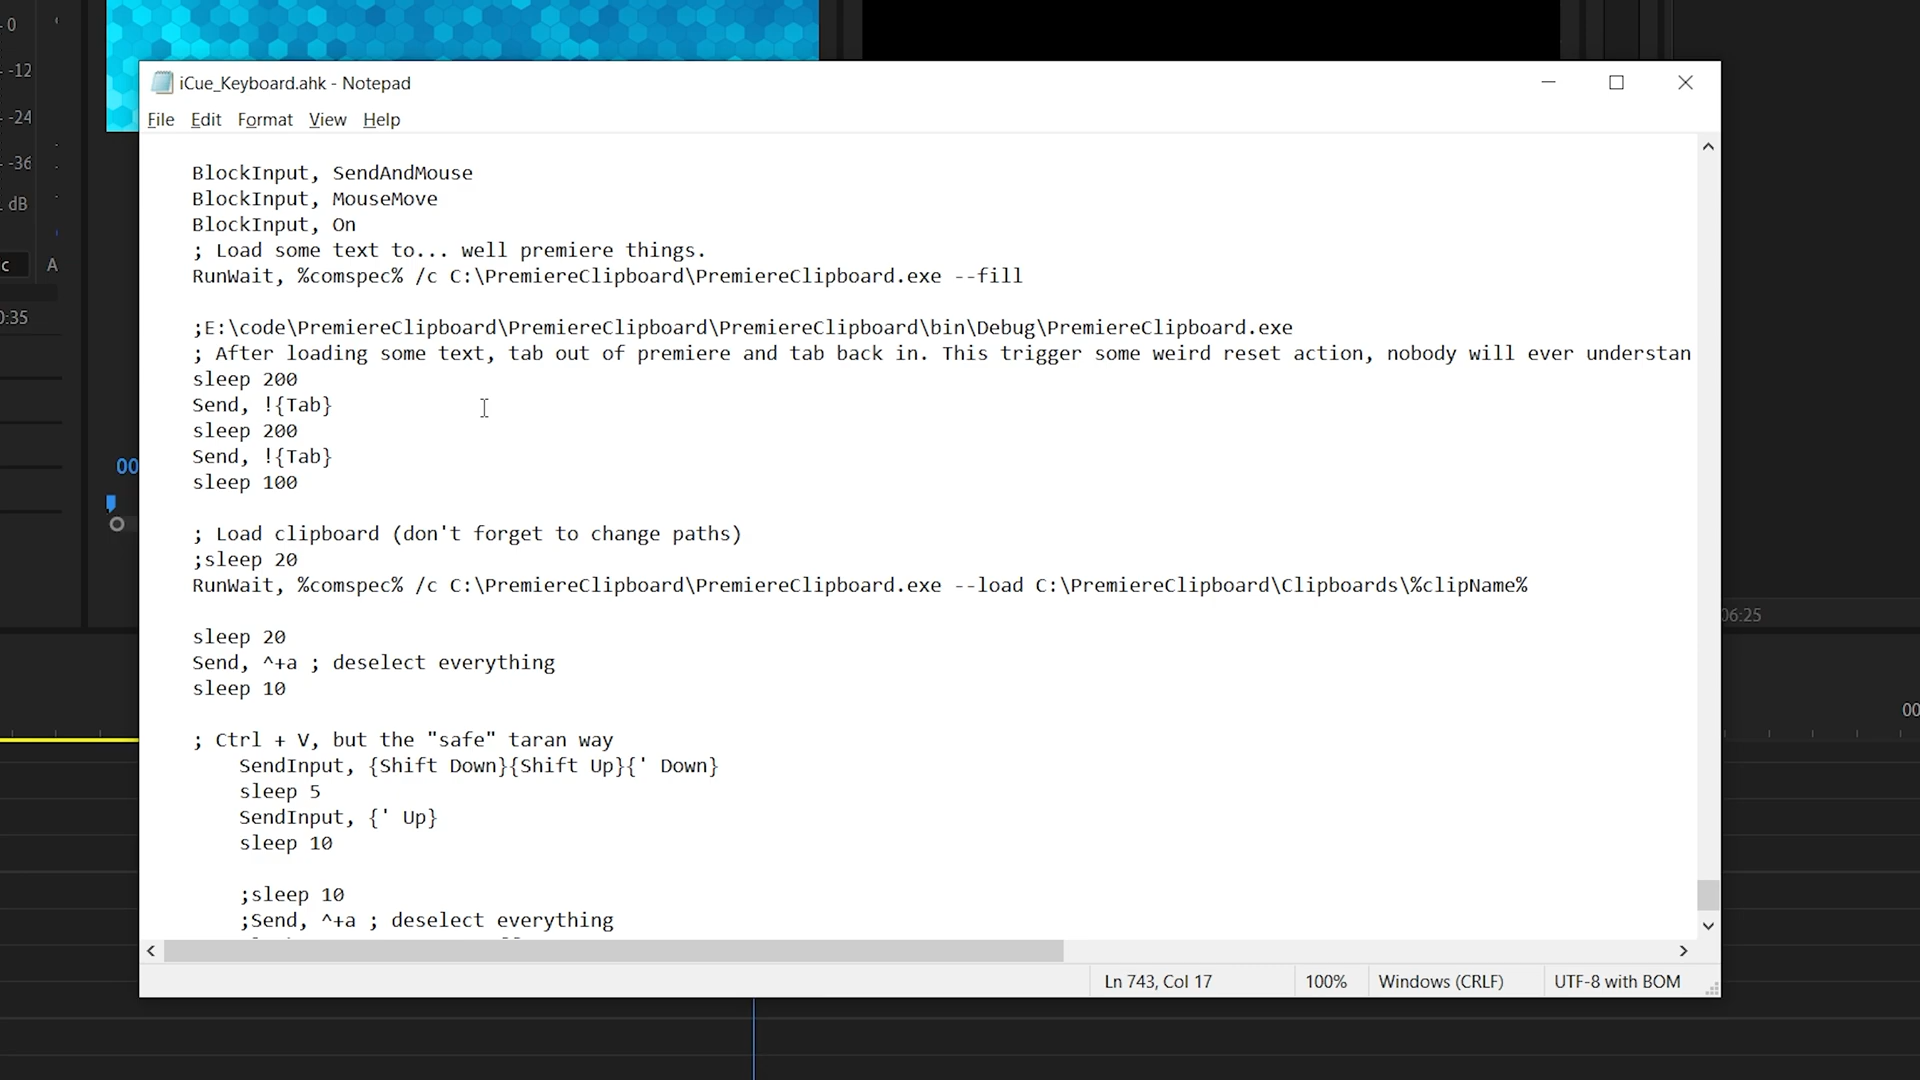 0
-12
-24
-36
dB
c
A
0:35
00
iCue_Keyboard.ahk - Notepad
File Edit Format View Help
BlockInput, SendAndMouse
BlockInput, MouseMove
BlockInput, On
; Load some text to... well premiere things.
RunWait, %comspec% /c C:\PremiereClipboard\PremiereClipboard.exe --fill
;E:\code\PremiereClipboard\PremiereClipboard\PremiereClipboard\bin\Debug\PremiereClipboard.exe
; After loading some text, tab out of premiere and tab back in. This trigger some weird reset action, nobody will ever understan
sleep 200
Send, !{Tab}
sleep 200
Send, !{Tab}
sleep 100
; Load clipboard (don't forget to change paths)
;sleep 20
RunWait, %comspec% /c C:\PremiereClipboard\PremiereClipboard.exe --load C:\PremiereClipboard\Clipboards\%clipName%
sleep 20
Send, ^+a ; deselect everything
sleep 10
; Ctrl + V, but the "safe" taran way
SendInput, {Shift Down}{Shift Up}{' Down}
sleep 5
SendInput, {' Up}
sleep 10
;sleep 10
;Send, ^+a ; deselect everything
Ln 743, Col 17
100%
Windows (CRLF)
UTF-8 with BOM
06:25
00